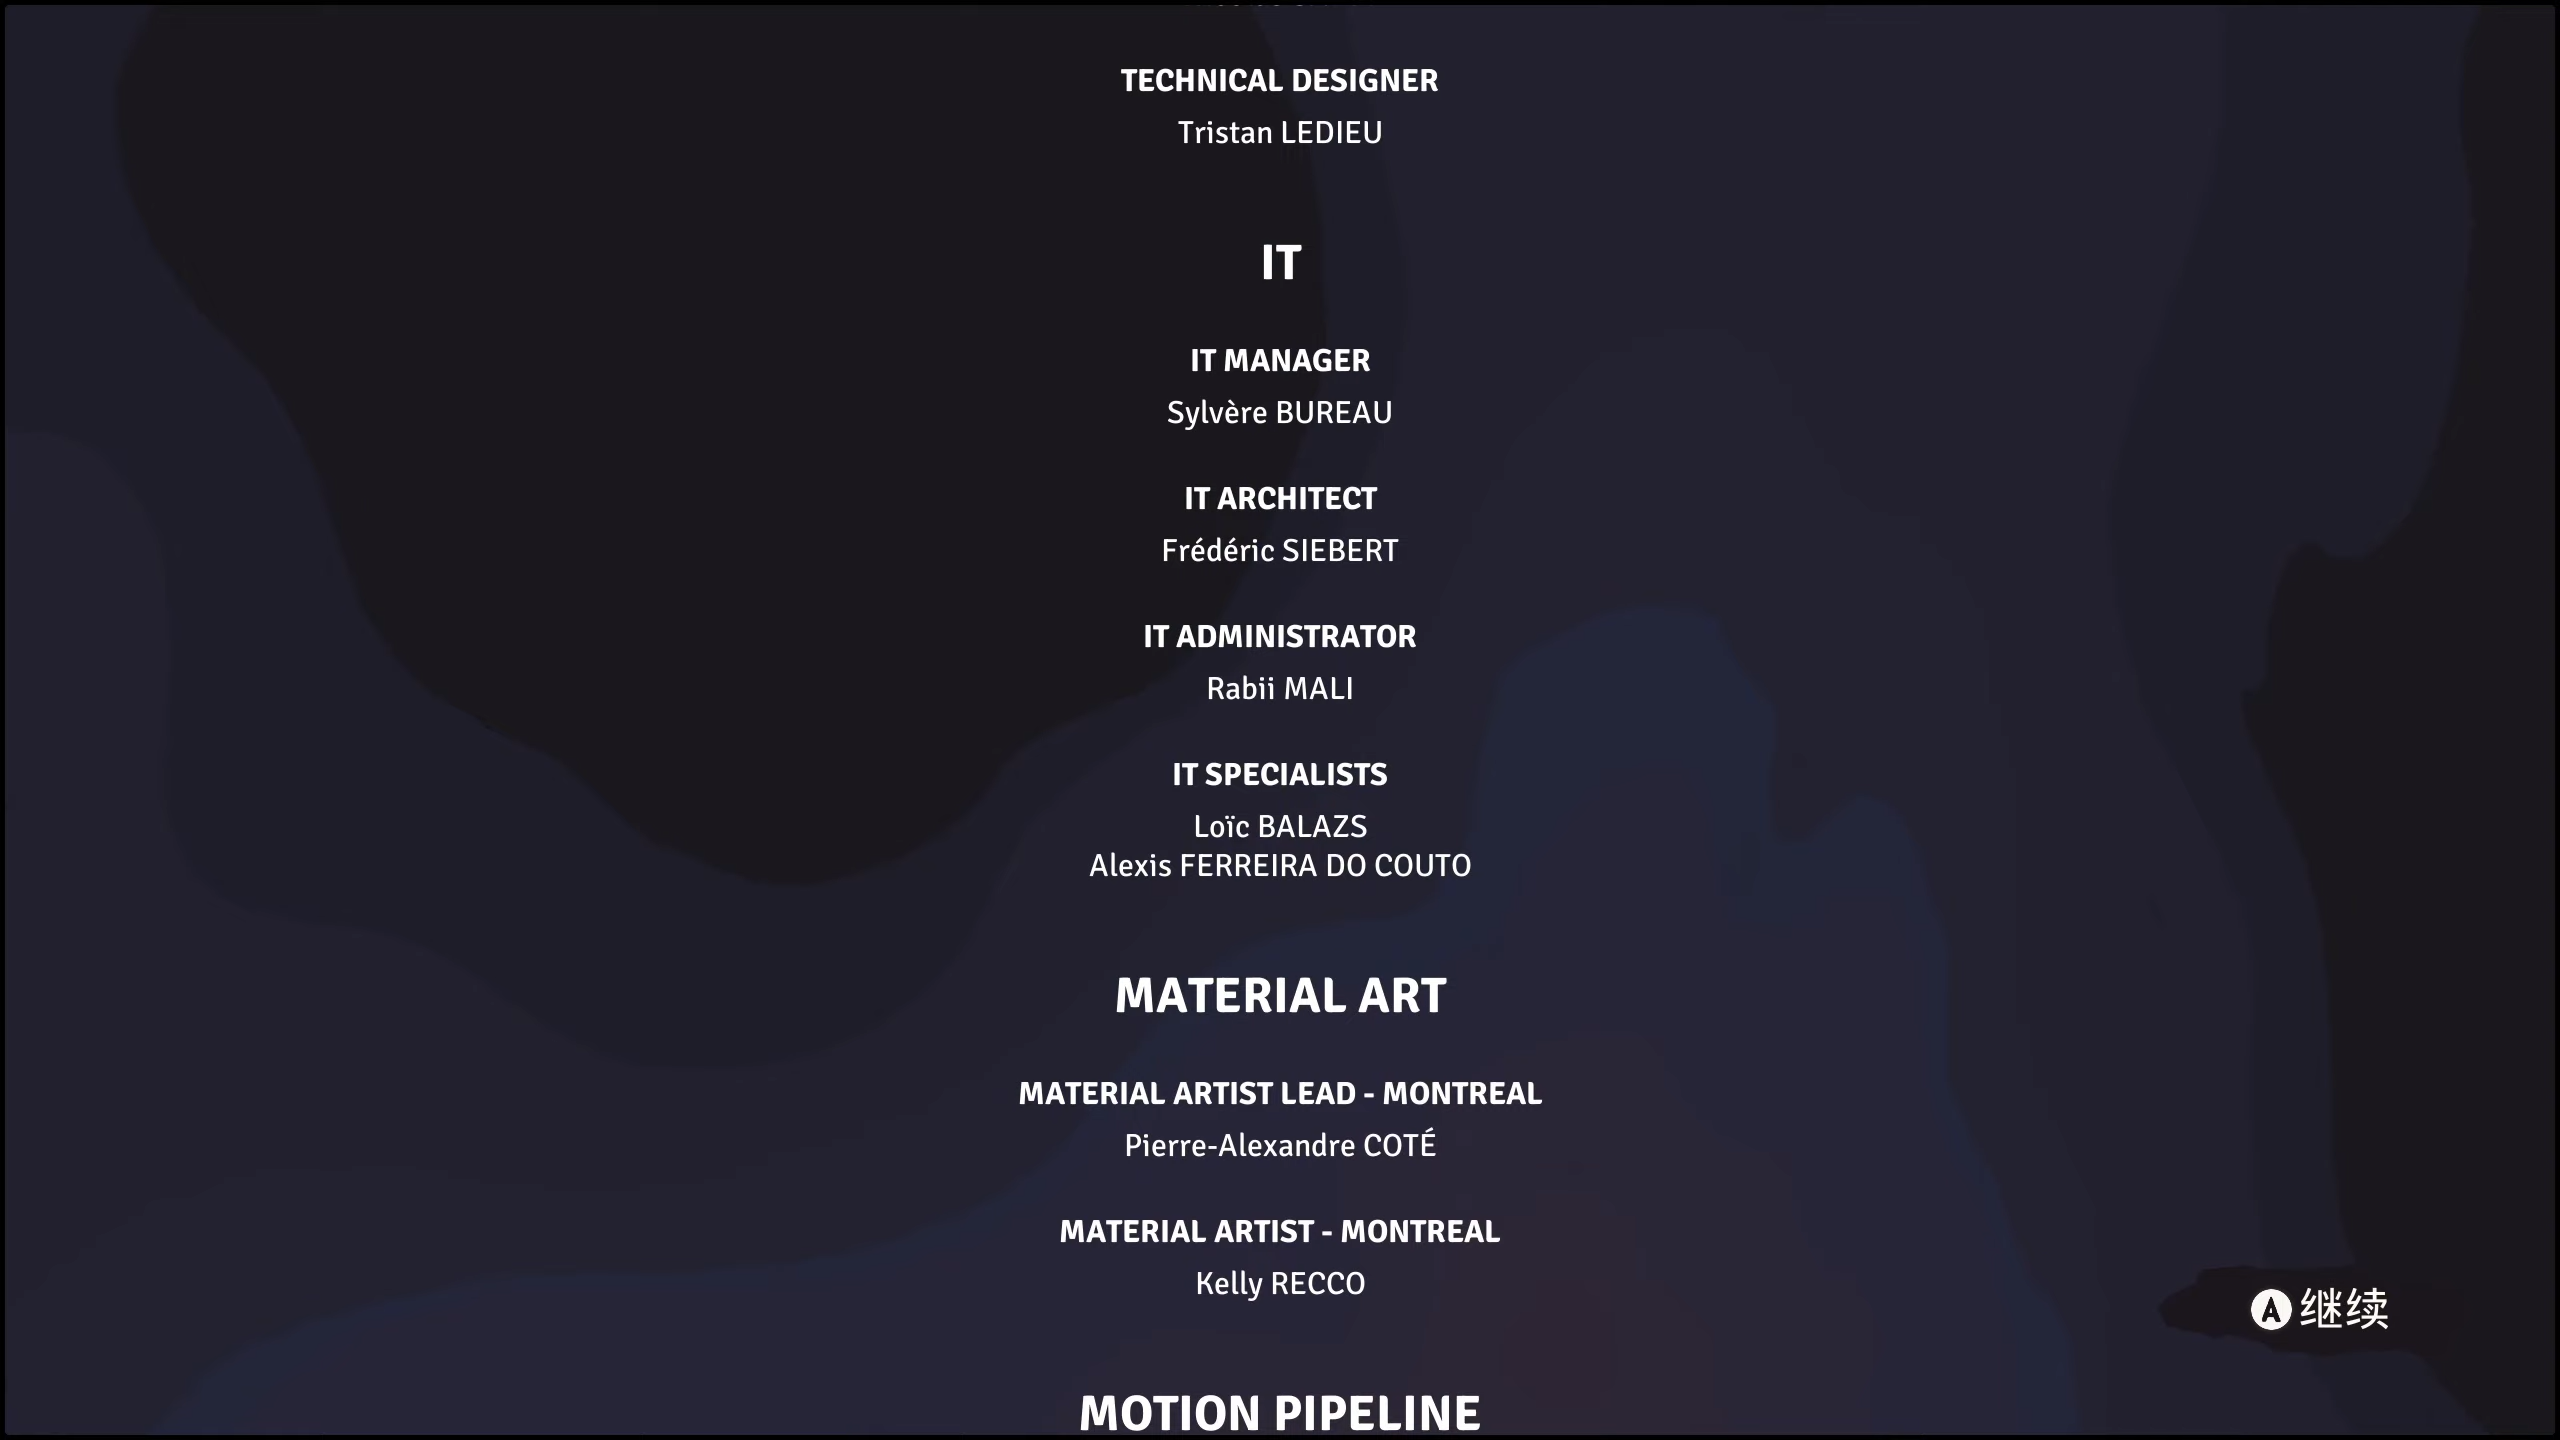 TECHNICAL DESIGNER
Tristan LEDIEU
IT
IT MANAGER
Sylvère BUREAU
IT ARCHITECT
Frédéric SIEBERT
IT ADMINISTRATOR
Rabii MALI
IT SPECIALISTS
Loïc BALAZS
Alexis FERREIRA DO COUTO
MATERIAL ART
MATERIAL ARTIST LEAD - MONTREAL
Pierre-Alexandre COTÉ
MATERIAL ARTIST - MONTREAL
Kelly RECCO
A 继续
MOTION PIPELINE